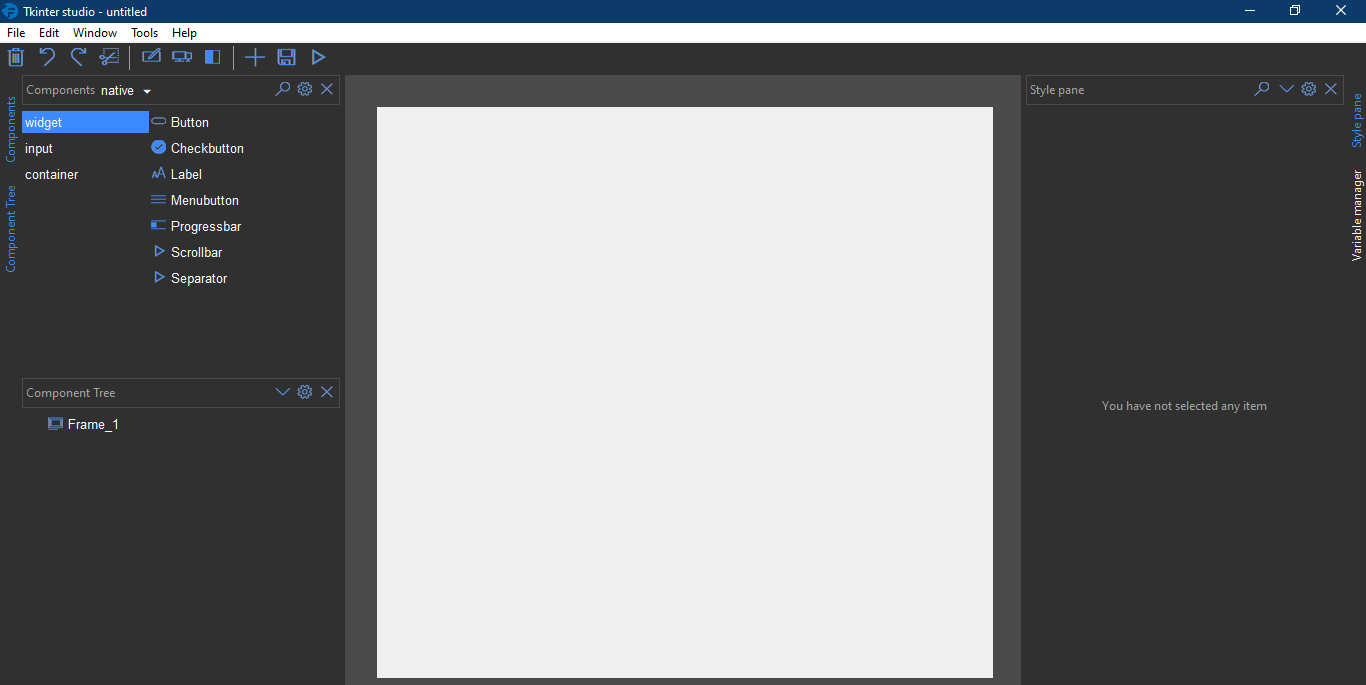 Tkinter studio - untitled
File Edit Window Tools Help
Components native
widget
input
container
Button
Checkbutton
Label
Menubutton
Progressbar
Scrollbar
Separator
Components
Component Tree
Component Tree
Frame_1
Style pane
You have not selected any item
Style pane
Variable manager